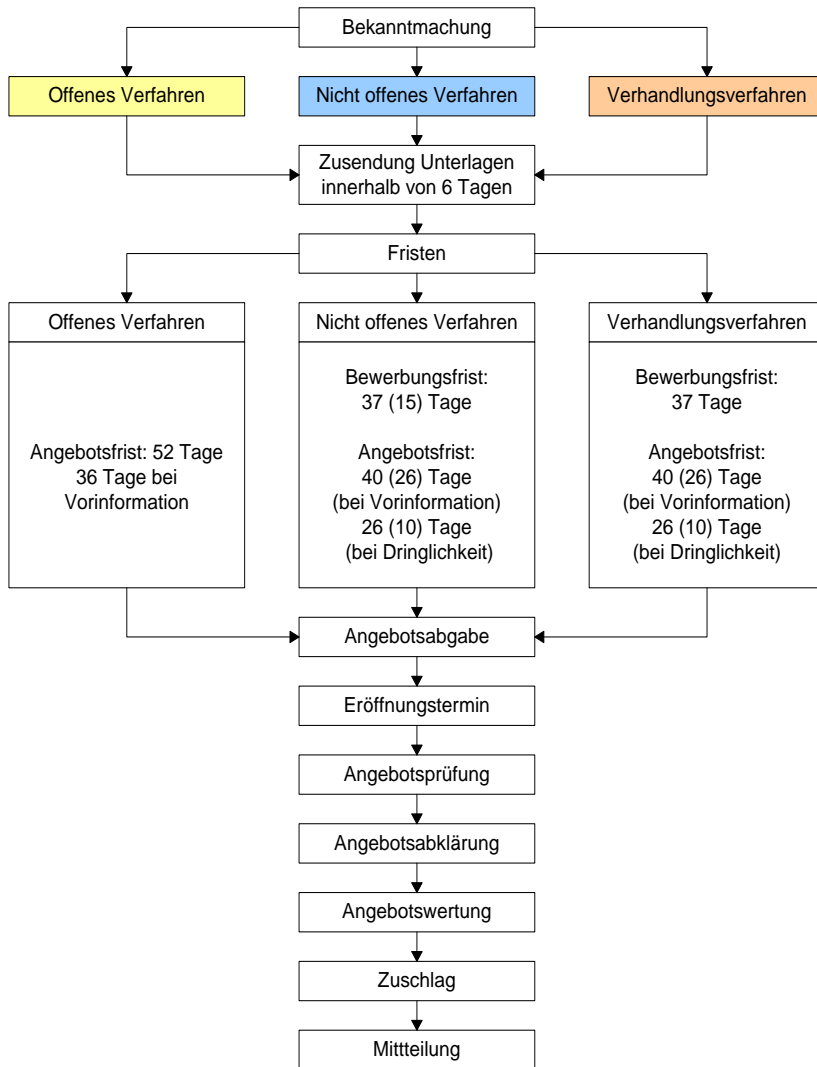 Bekanntmachung
Offenes Verfahren
Nicht offenes Verfahren
Verhandlungsverfahren
Zusendung Unterlagen
innerhalb von 6 Tagen
Fristen
Offenes Verfahren
Angebotsfrist: 52 Tage
36 Tage bei
Vorinformation
Nicht offenes Verfahren
Bewerbungsfrist:
37 (15) Tage
Angebotsfrist:
40 (26) Tage
(bei Vorinformation)
26 (10) Tage
(bei Dringlichkeit)
Verhandlungsverfahren
Bewerbungsfrist:
37 Tage
Angebotsfrist:
40 (26) Tage
(bei Vorinformation)
26 (10) Tage
(bei Dringlichkeit)
Angebotsabgabe
Eröffnungstermin
Angebotsprüfung
Angebotsabklärung
Angebotswertung
Zuschlag
Mittteilung